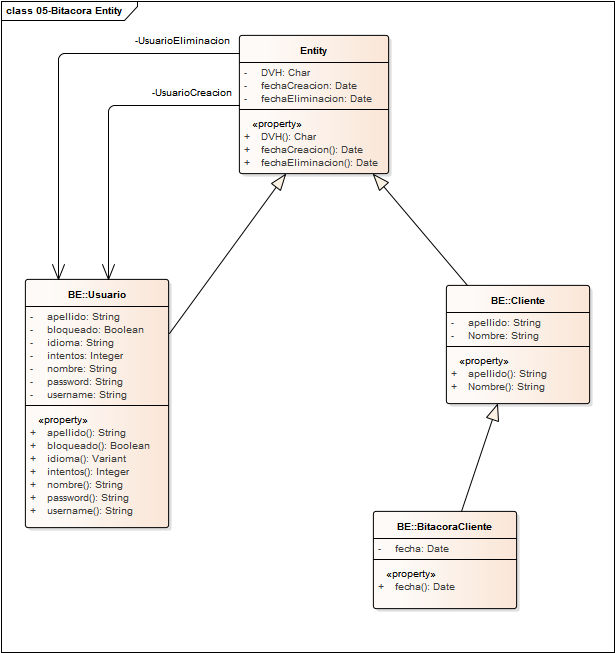 class 05-Bitacora Entity
-UsuarioEliminacion
-UsuarioCreacion
Entity
- DVH: Char
- fechaCreacion: Date
- fechaEliminacion: Date
«property»
+ DVH(): Char
+ fechaCreacion(): Date
+ fechaEliminacion(): Date
BE::Usuario
- apellido: String
- bloqueado: Boolean
- idioma: String
- intentos: Integer
- nombre: String
- password: String
- username: String
«property»
+ apellido(): String
+ bloqueado(): Boolean
+ idioma(): Variant
+ intentos(): Integer
+ nombre(): String
+ password(): String
+ username(): String
BE::Cliente
- apellido: String
- Nombre: String
«property»
+ apellido(): String
+ Nombre(): String
BE::BitacoraCliente
- fecha: Date
«property»
+ fecha(): Date